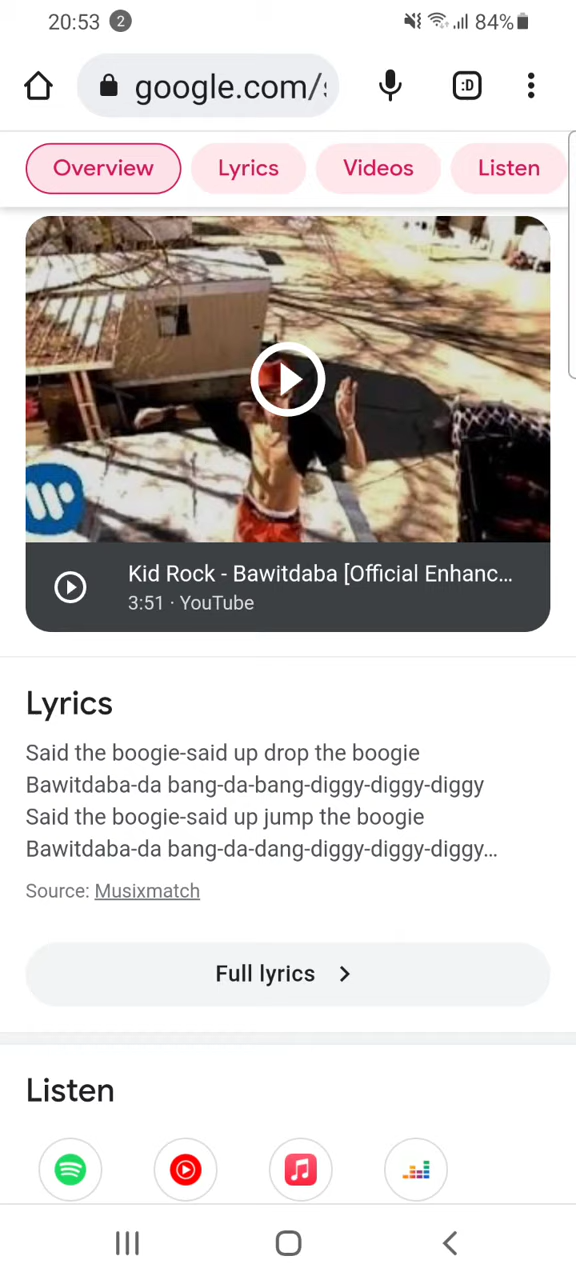 20:53 2 84%
google.com/
:D
Overview Lyrics Videos Listen
W
Kid Rock - Bawitdaba [Official Enhanc...
3:51 · YouTube
Lyrics
Said the boogie-said up drop the boogie
Bawitdaba-da bang-da-bang-diggy-diggy-diggy
Said the boogie-said up jump the boogie
Bawitdaba-da bang-da-dang-diggy-diggy-diggy...
Source: Musixmatch
Full lyrics
Listen